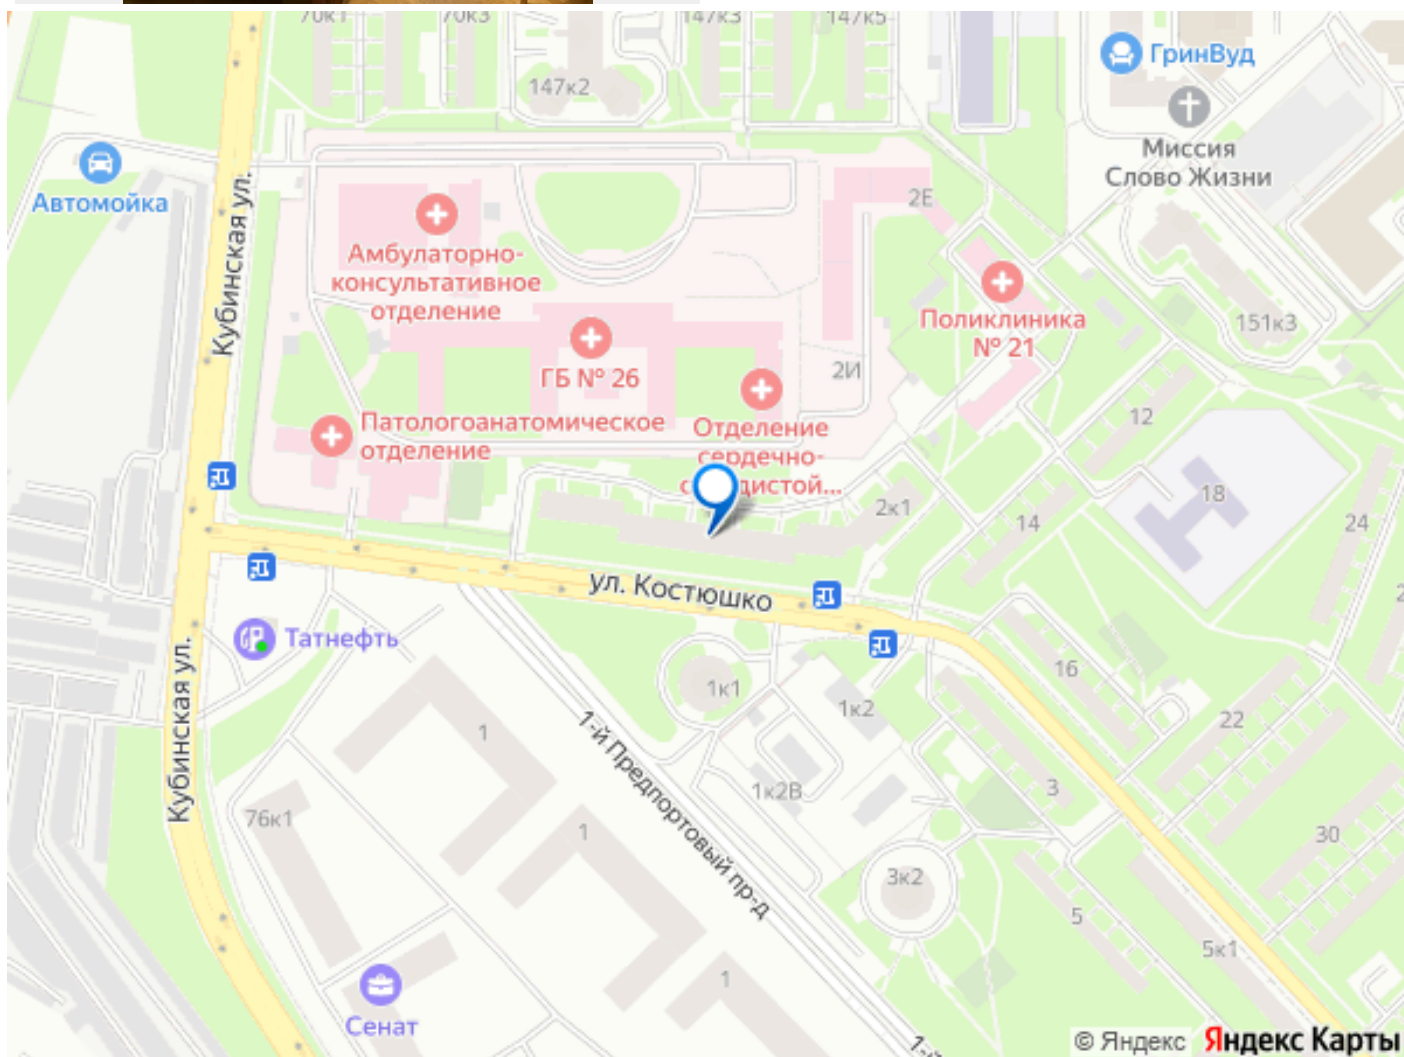 70к1
70к3
147к3
147к5
ГринВуд
147к2
Миссия
Слово Жизни
Автомойка
2Е
Кубинская ул.
Амбулаторно-
консультативное
отделение
Поликлиника
№ 21
151к3
ГБ № 26
2И
12
Патологоанатомическое
отделение
Отделение
сердечно-
2к1
18
14
24
ул. Костюшко
Татнефть
16
1к1
1к2
22
1
Кубинская ул.
1-й Предпортовый пр-д
1к2В
3
76к1
1
30
3к2
5
5к1
1
Сенат
© Яндекс Яндекс Карты